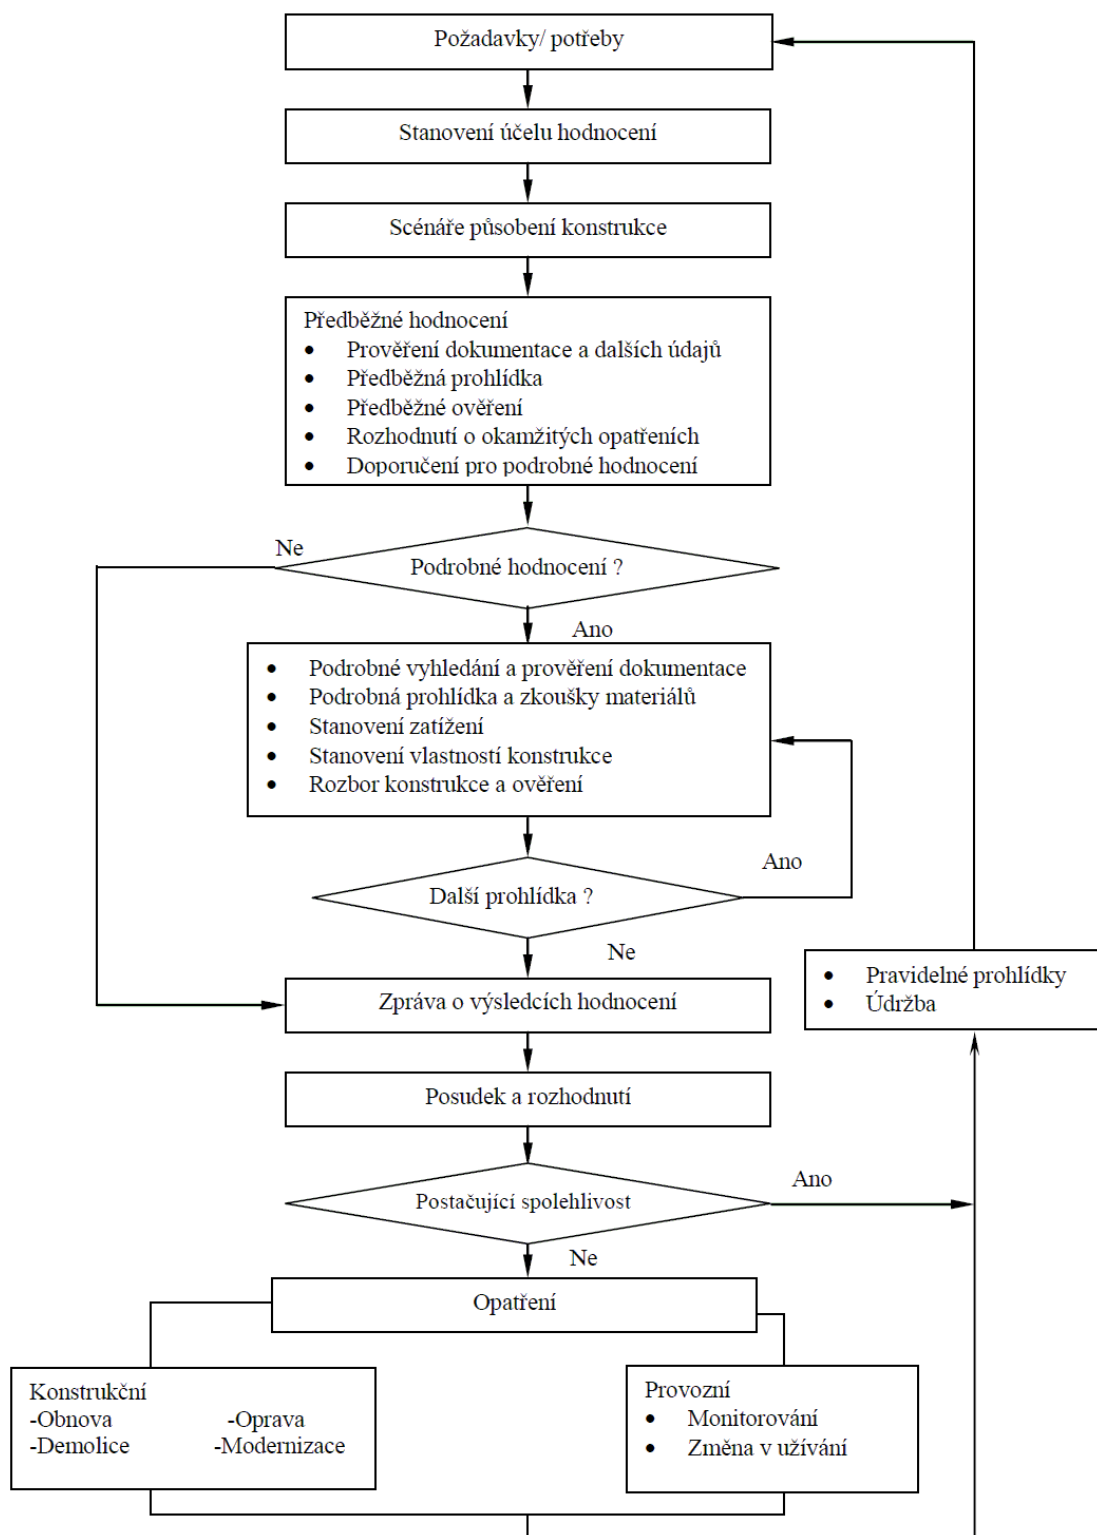 Požadavky/ potřeby
Stanovení účelu hodnocení
Scénáře působení konstrukce
Předběžné hodnocení
• Prověření dokumentace a dalších údajů
• Předběžná prohlídka
• Předběžné ověření
• Rozhodnutí o okamžitých opatřeních
• Doporučení pro podrobné hodnocení
Ne
Podrobné hodnocení ?
Ano
• Podrobné vyhledání a prověření dokumentace
• Podrobná prohlídka a zkoušky materiálů
• Stanovení zatížení
• Stanovení vlastností konstrukce
• Rozbor konstrukce a ověření
Ano
Další prohlídka ?
Ne
• Pravidelné prohlídky
• Údržba
Zpráva o výsledcích hodnocení
Posudek a rozhodnutí
Ano
Postačující spolehlivost
Ne
Opatření
Konstrukční
-Obnova -Oprava
-Demolice -Modernizace
Provozní
• Monitorování
• Změna v užívání